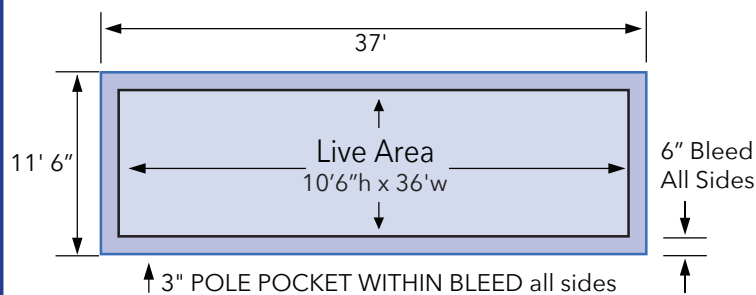 37'
11' 6”
Live Area
10’6”h x 36'w
6” Bleed
All Sides
3" POLE POCKET WITHIN BLEED all sides